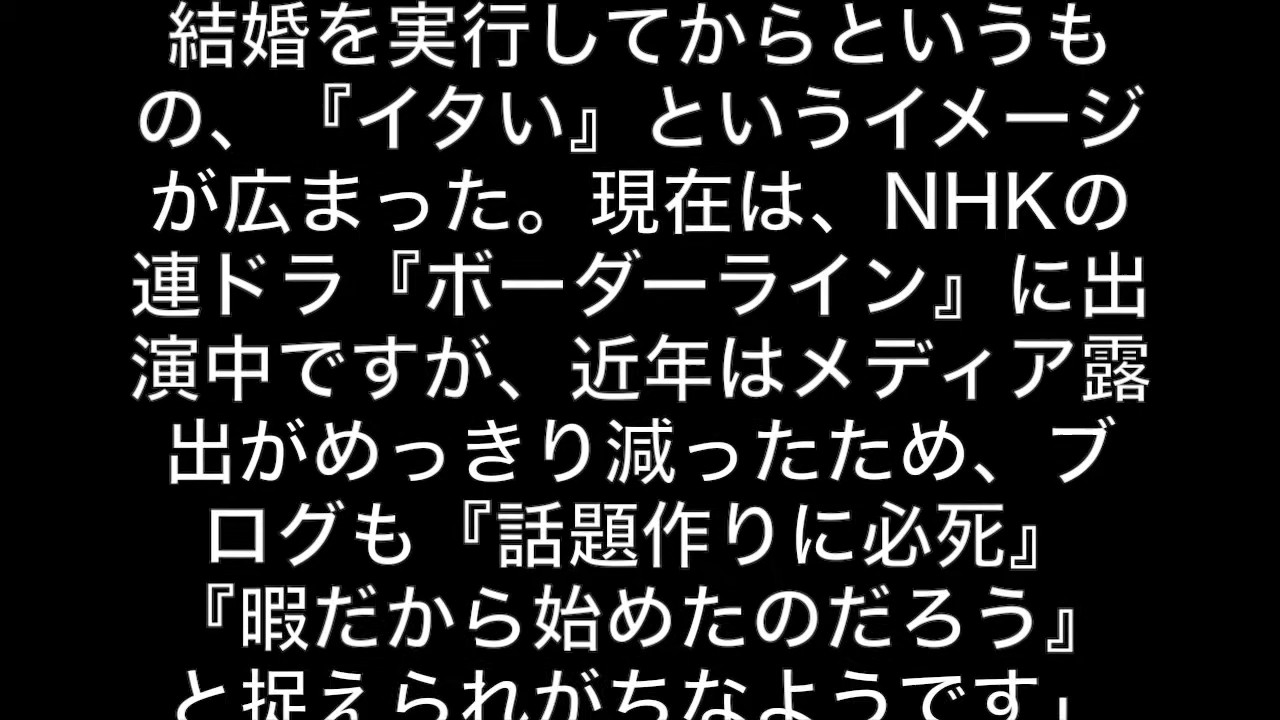 結婚を実行してからというも
の、『イタい』というイメージ
が広まった。現在は、NHKの
連ドラ『ボーダーライン』に出
演中ですが、近年はメディア露
出がめっきり減ったため、ブ
ログも『話題作りに必死』
『暇だから始めたのだろう』
と捉えられがちなようです」